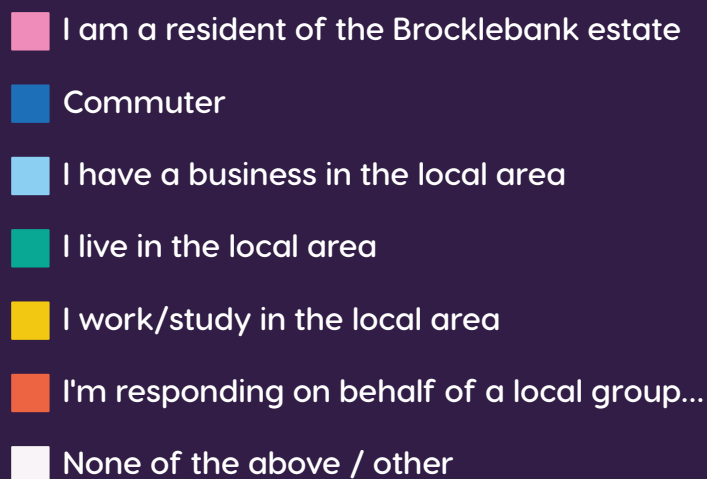 I am a resident of the Brocklebank estate
Commuter
I have a business in the local area
I live in the local area
I work/study in the local area
I'm responding on behalf of a local group...
None of the above / other